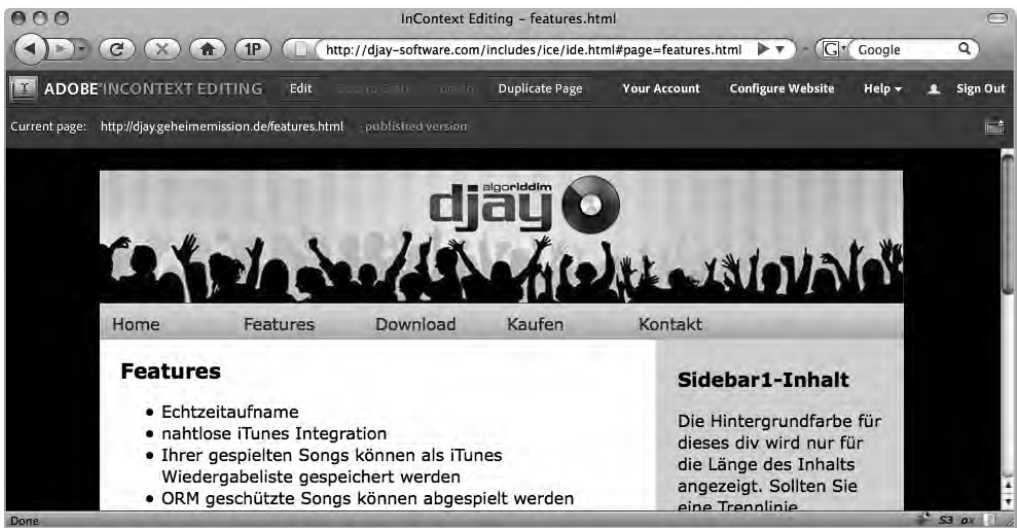 InContext Editing – features.html
1P http://djay-software.com/includes/ice/ide.html#page=features.html G Google
ADOBE® INCONTEXT EDITING Edit Duplicate Page Your Account Configure Website Help Sign Out
Current page: http://djay.geheimemission.de/features.html published version
algoriddim
djay
Home Features Download Kaufen Kontakt
Features
Sidebar1-Inhalt
• Echtzeitaufname
• nahtlose iTunes Integration
• Ihrer gespielten Songs können als iTunes
Wiedergabeliste gespeichert werden
• ORM geschützte Songs können abgespielt werden
Die Hintergrundfarbe für
dieses div wird nur für
die Länge des Inhalts
angezeigt. Sollten Sie
eine Trennlinie
Done S3